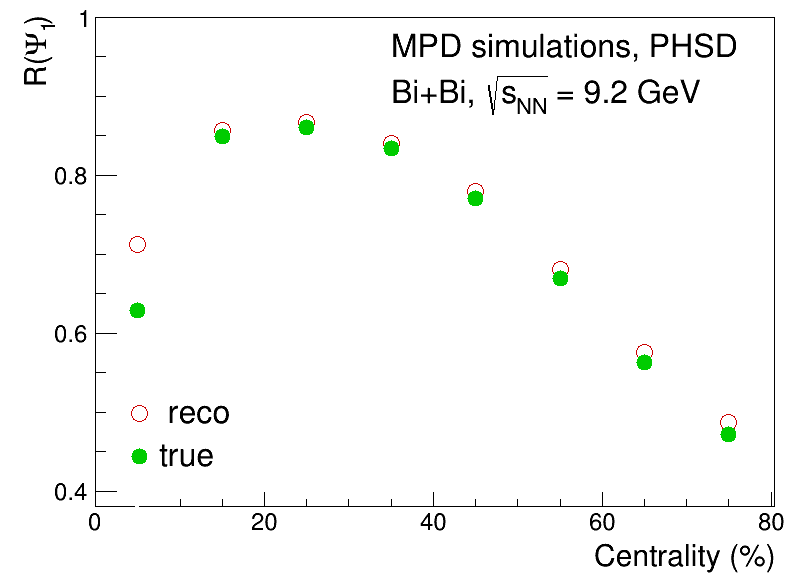 R(Ψ₁)
1
0.8
0.6
0.4
MPD simulations, PHSD
Bi+Bi, √sNN = 9.2 GeV
reco
true
0 20 40 60 80
Centrality (%)